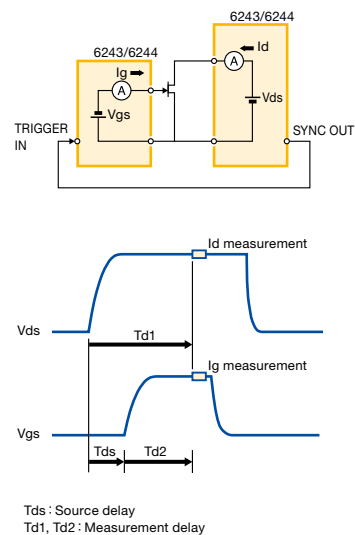 6243/6244
6243/6244
Ig
Id
A
A
Vgs
Vds
TRIGGER
IN
SYNC OUT
Id measurement
Vds
Td1
Ig measurement
Vgs
Tds
Td2
Tds : Source delay
Td1, Td2 : Measurement delay